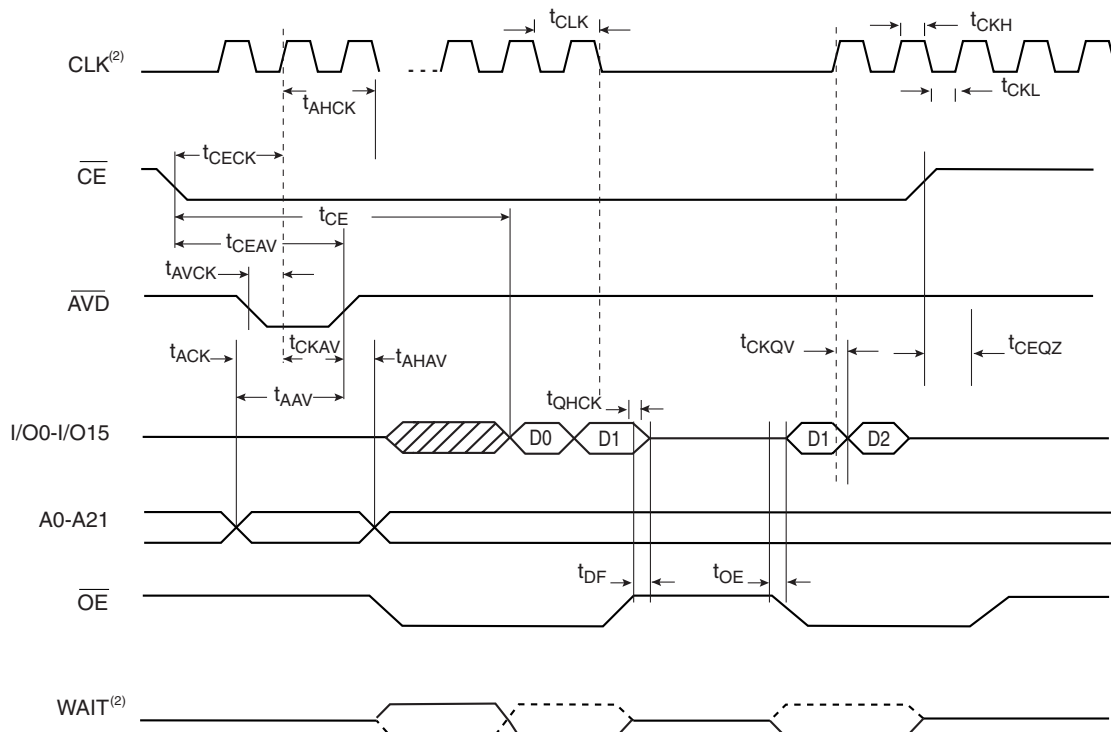 tCLK
tCKH
CLK(2)
tCKL
tAHCK
tCECK
CE
tCE
tCEAV
tAVCK
AVD
tCKAV
tACK
tAHAV
tCKQV
tCEQZ
tAAV
tQHCK
I/O0-I/O15
D0
D1
D1
D2
A0-A21
tDF
tOE
OE
WAIT(2)